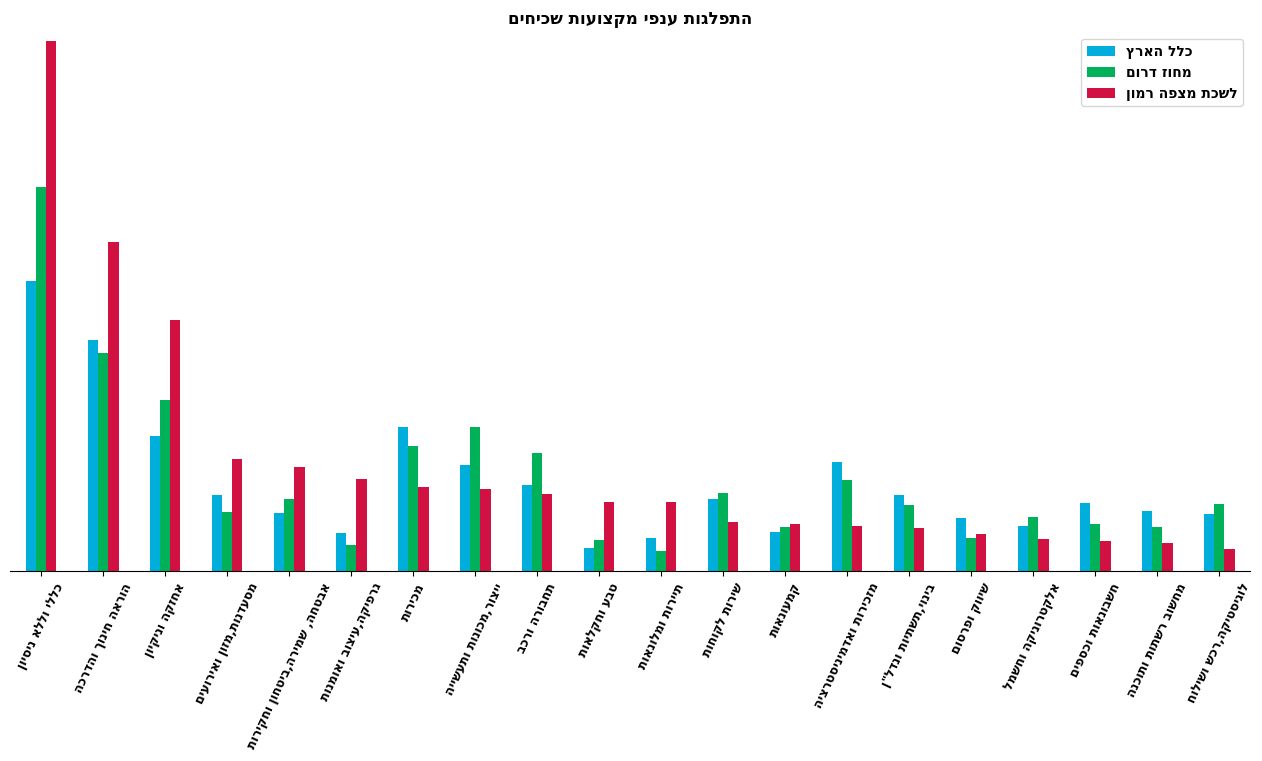 התפלגות ענפי מקצועות שכיחים
כלל הארץ
מחוז דרום
לשכת מצפה רמון
כללי וללא ניסיון
הוראה חינוך והדרכה
אחזקה וניקיון
מסעדנות,מזון ואירועים
אבטחה, שמירה,ביטחון וחקירות
גרפיקה,עיצוב ואומנות
מכירות
ייצור,מכונות ותעשייה
תחבורה ורכב
טבע וחקלאות
תיירות ומלונאות
שירות לקוחות
קמעונאות
מזכירות ואדמיניסטרציה
בינוי,תשתיות ונדל"ן
שיווק ופרסום
אלקטרוניקה וחשמל
חשבונאות וכספים
מחשוב רשתות ותוכנה
לוגיסטיקה,רכש ושילוח